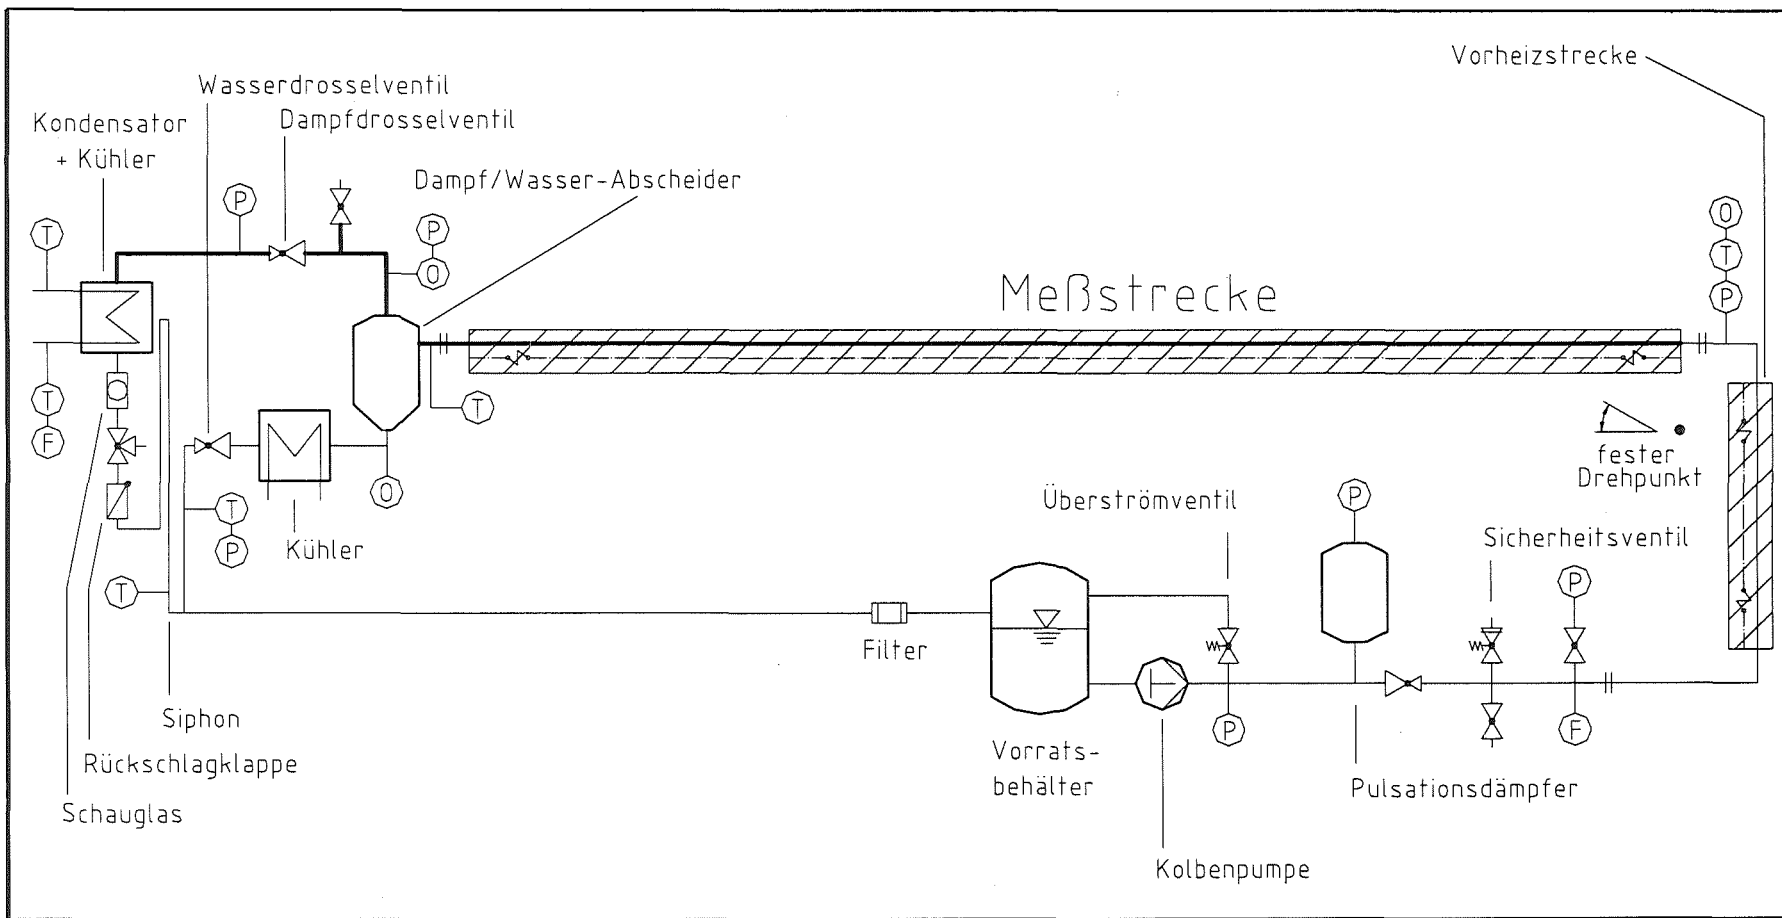 Vorheizstrecke
Wasserdrosselventil
Dampfdrosselventil
Kondensator
+ Kühler
Dampf/Wasser-Abscheider
P
T
P
O
O
T
P
Meßstrecke
T
F
T
fester
Drehpunkt
O
T
P
Kühler
Überströmventil
P
Sicherheitsventil
P
T
Filter
Siphon
P
F
Rückschlagklappe
Vorrats-
behälter
Pulsationsdämpfer
Schauglas
Kolbenpumpe